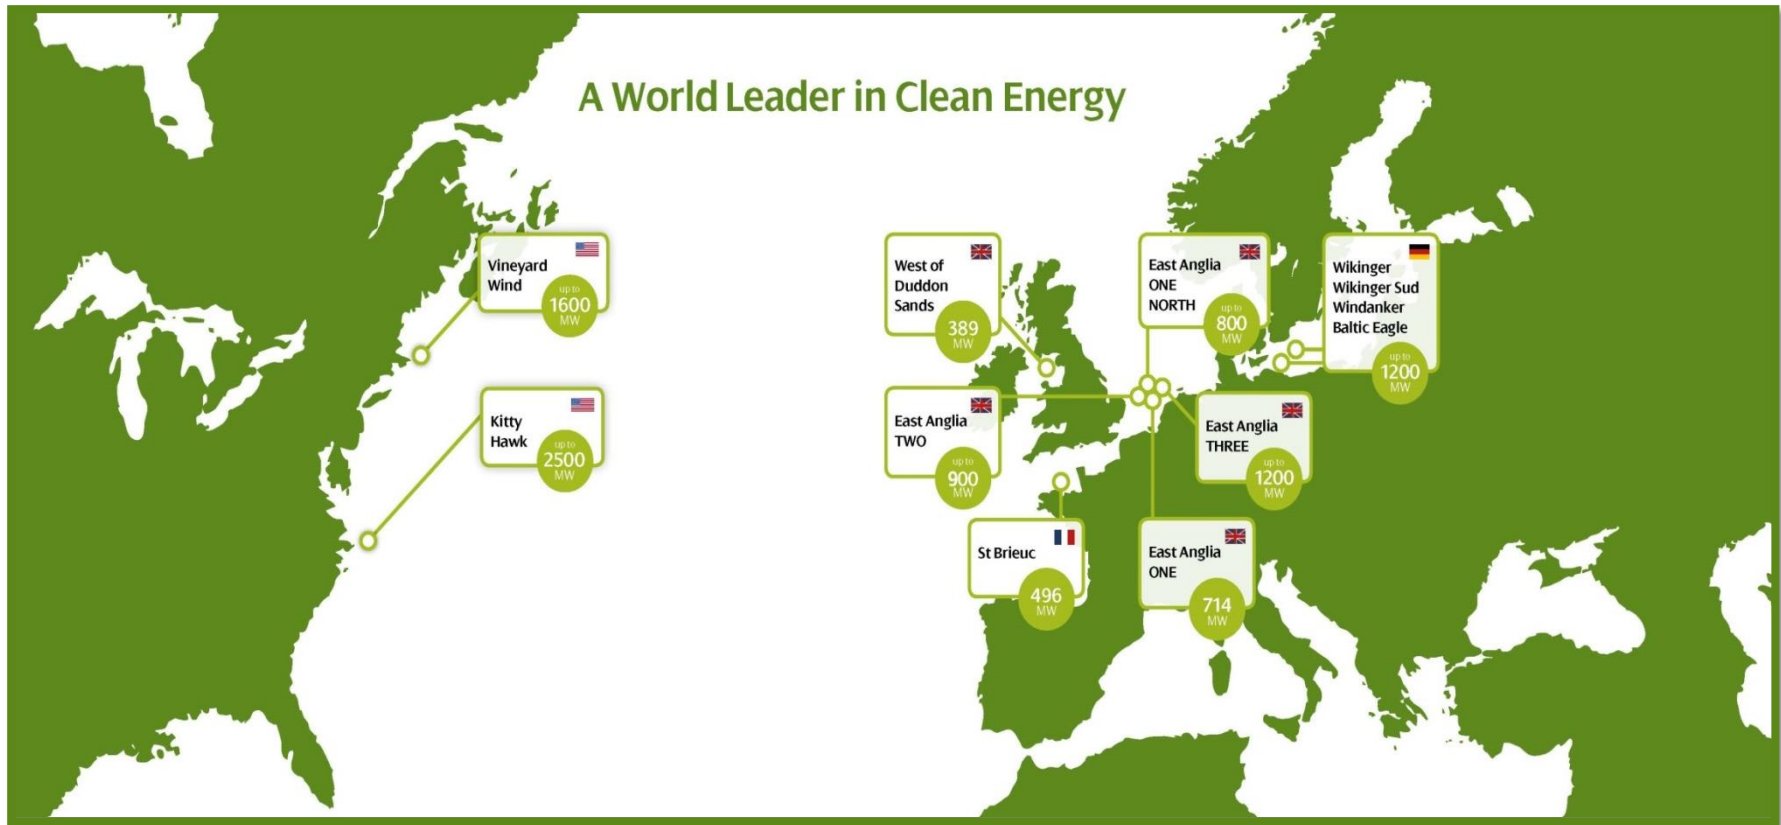 A World Leader in Clean Energy
Vineyard
Wind
up to
1600
MW
Kitty
Hawk
up to
2500
MW
West of
Duddon
Sands
389
MW
East Anglia
ONE
NORTH
up to
800
MW
Wikinger
Wikinger Sud
Windanker
Baltic Eagle
up to
1200
MW
East Anglia
TWO
up to
900
MW
East Anglia
THREE
up to
1200
MW
St Brieuc
496
MW
East Anglia
ONE
714
MW